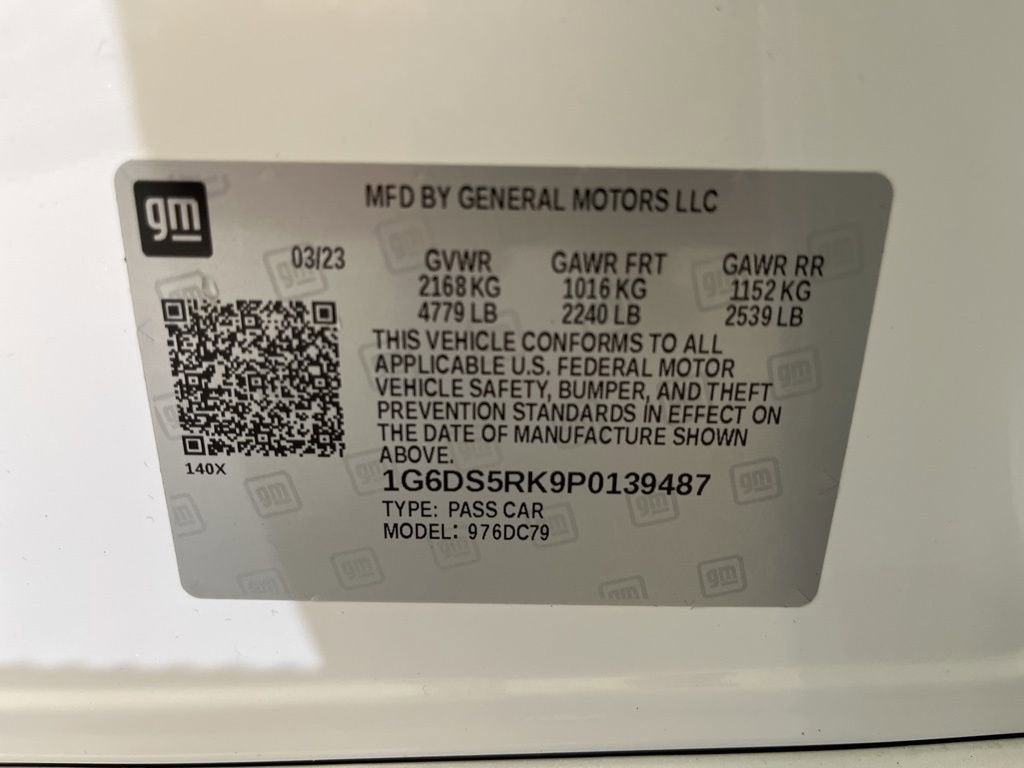 gm
MFD BY GENERAL MOTORS LLC
03/23
GVWR GAWR FRT GAWR RR
2168 KG 1016 KG 1152 KG
4779 LB 2240 LB 2539 LB
THIS VEHICLE CONFORMS TO ALL
APPLICABLE U.S. FEDERAL MOTOR
VEHICLE SAFETY, BUMPER, AND THEFT
PREVENTION STANDARDS IN EFFECT ON
THE DATE OF MANUFACTURE SHOWN
ABOVE.
140X
1G6DS5RK9P0139487
TYPE: PASS CAR
MODEL: 976DC79